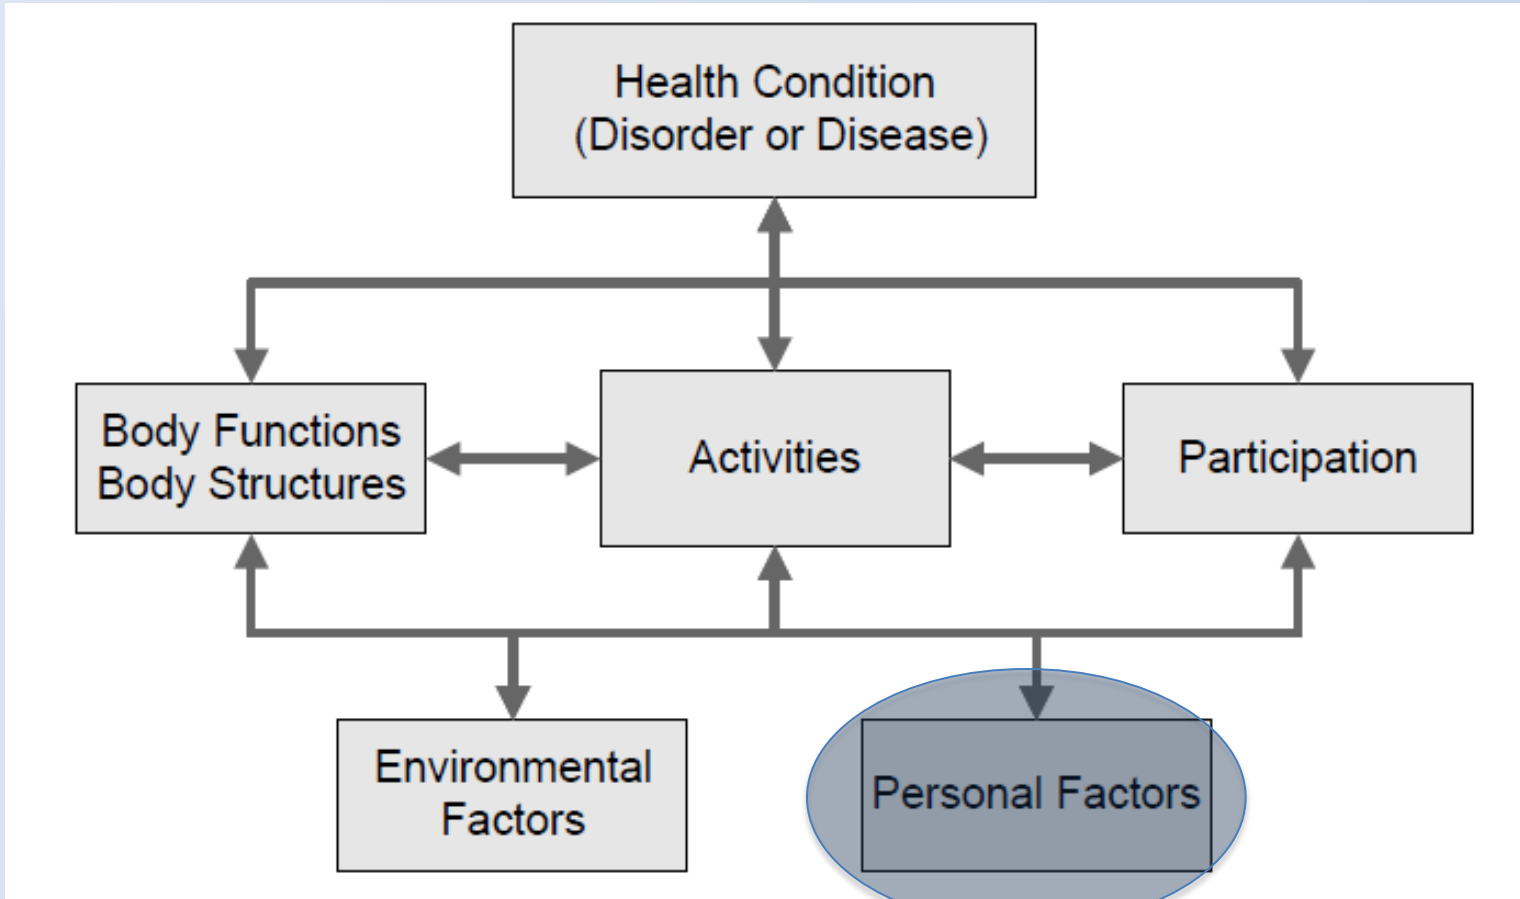 Health Condition
(Disorder or Disease)
Body Functions
Body Structures
Activities
Participation
Environmental
Factors
Personal Factors